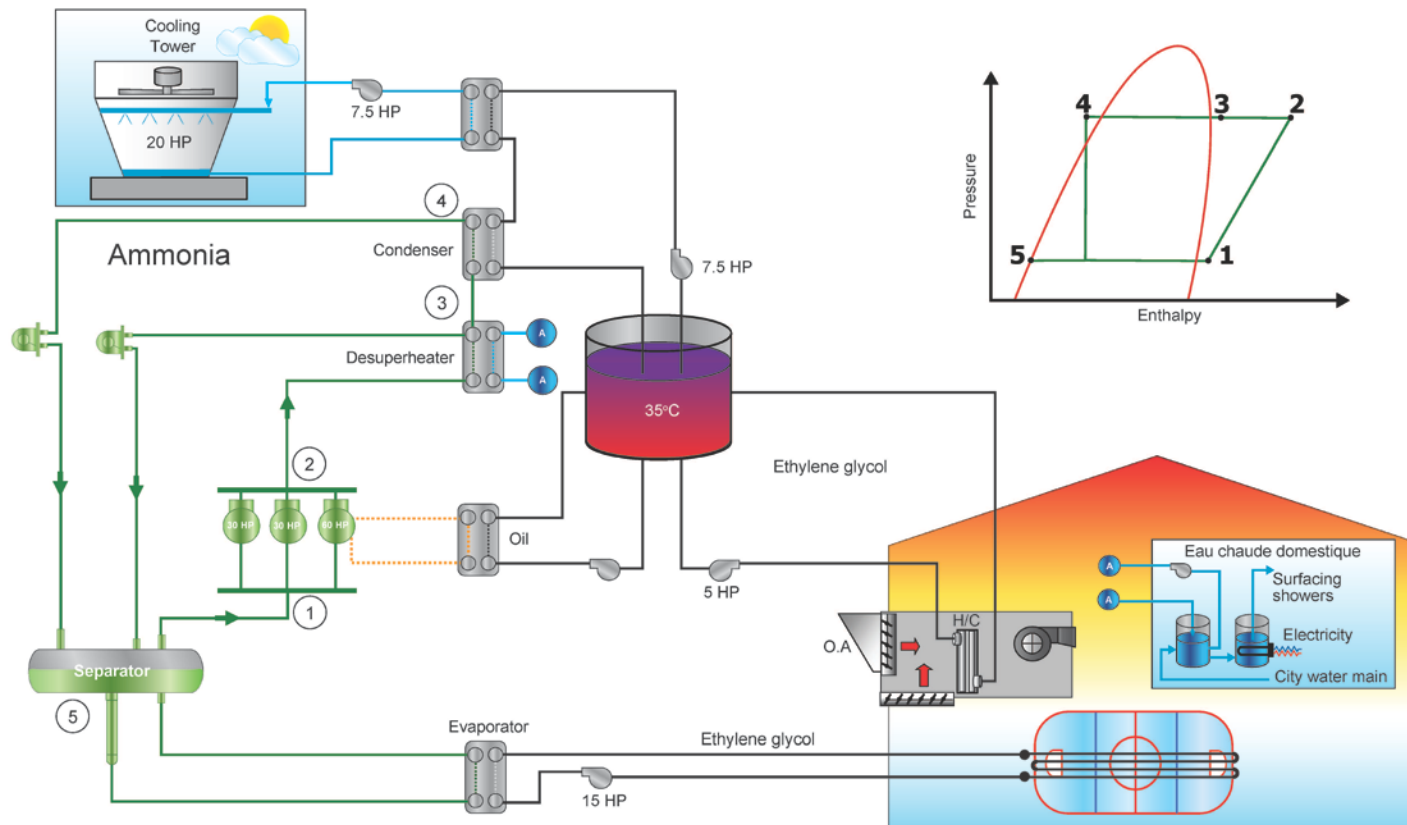 Cooling
Tower
7.5 HP
20 HP
4
Condenser
Ammonia
3
7.5 HP
Desuperheater
A
A
35°C
2
30 HP
30 HP
60 HP
Oil
1
Separator
5
Ethylene glycol
5 HP
Evaporator
Ethylene glycol
15 HP
Pressure
4
3
2
5
1
Enthalpy
Eau chaude domestique
A
A
Surfacing
showers
Electricity
City water main
H/C
O.A